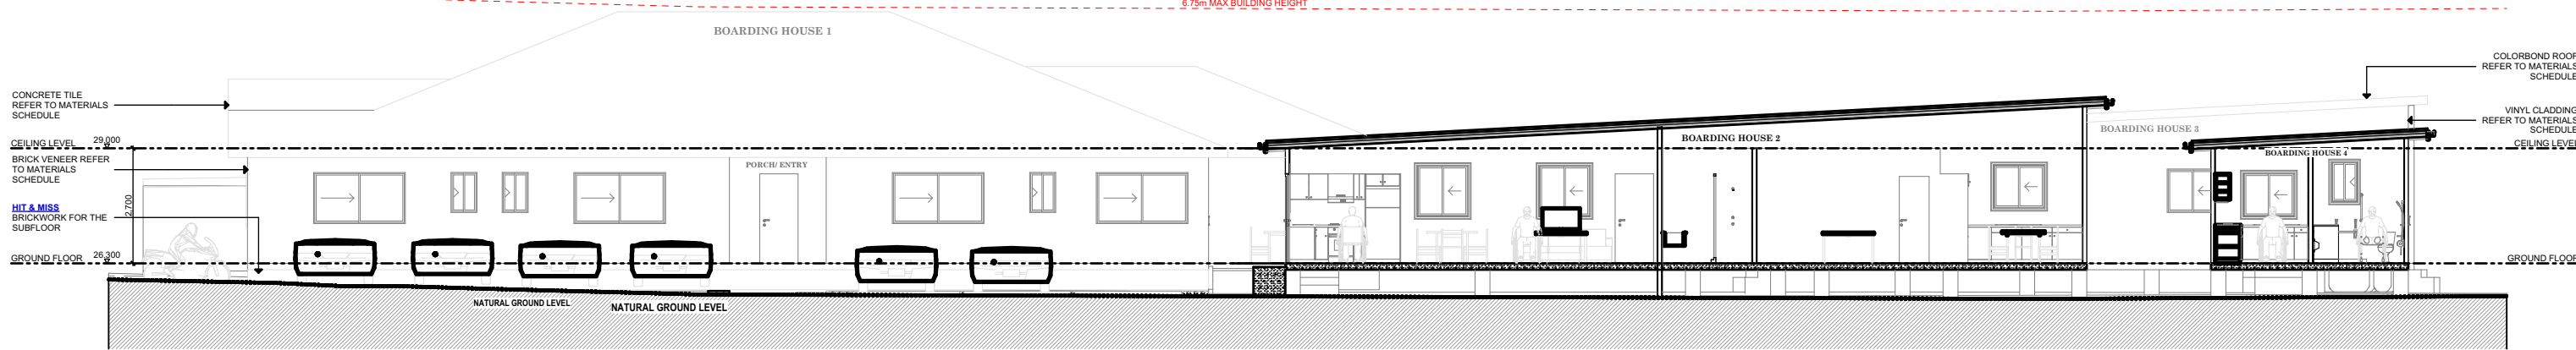 6.75m MAX BUILDING HEIGHT
BOARDING HOUSE 1
CONCRETE TILE
REFER TO MATERIALS
SCHEDULE
CEILING LEVEL 29,000
BRICK VENEER REFER
TO MATERIALS
SCHEDULE
2,700
HIT & MISS
BRICKWORK FOR THE
SUBFLOOR
GROUND FLOOR 26,300
PORCH/ ENTRY
NATURAL GROUND LEVEL
NATURAL GROUND LEVEL
BOARDING HOUSE 2
BOARDING HOUSE 3
BOARDING HOUSE 4
COLORBOND ROOF
REFER TO MATERIALS
SCHEDULE
VINYL CLADDING
REFER TO MATERIALS
SCHEDULE
CEILING LEVEL
GROUND FLOOR